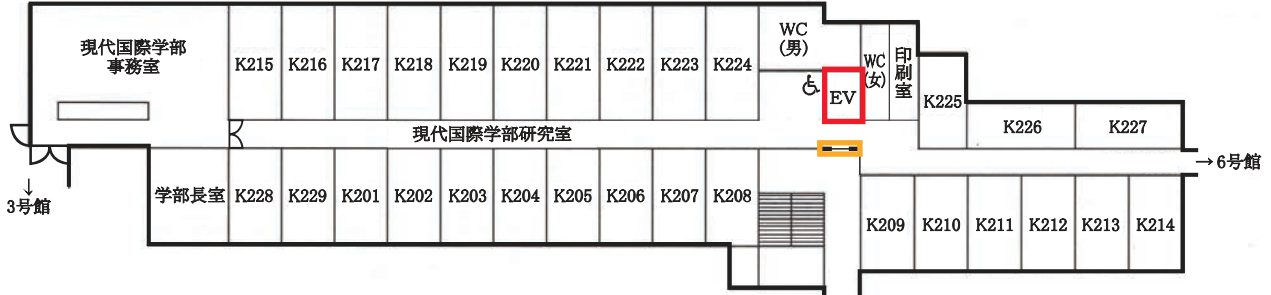 現代国際学部
事務室
K215
K216
K217
K218
K219
K220
K221
K222
K223
K224
WC
(男)
EV
WC
(女)
印刷室
K225
K226
K227
現代国際学部研究室
→6号館
↓
3号館
学部長室
K228
K229
K201
K202
K203
K204
K205
K206
K207
K208
K209
K210
K211
K212
K213
K214